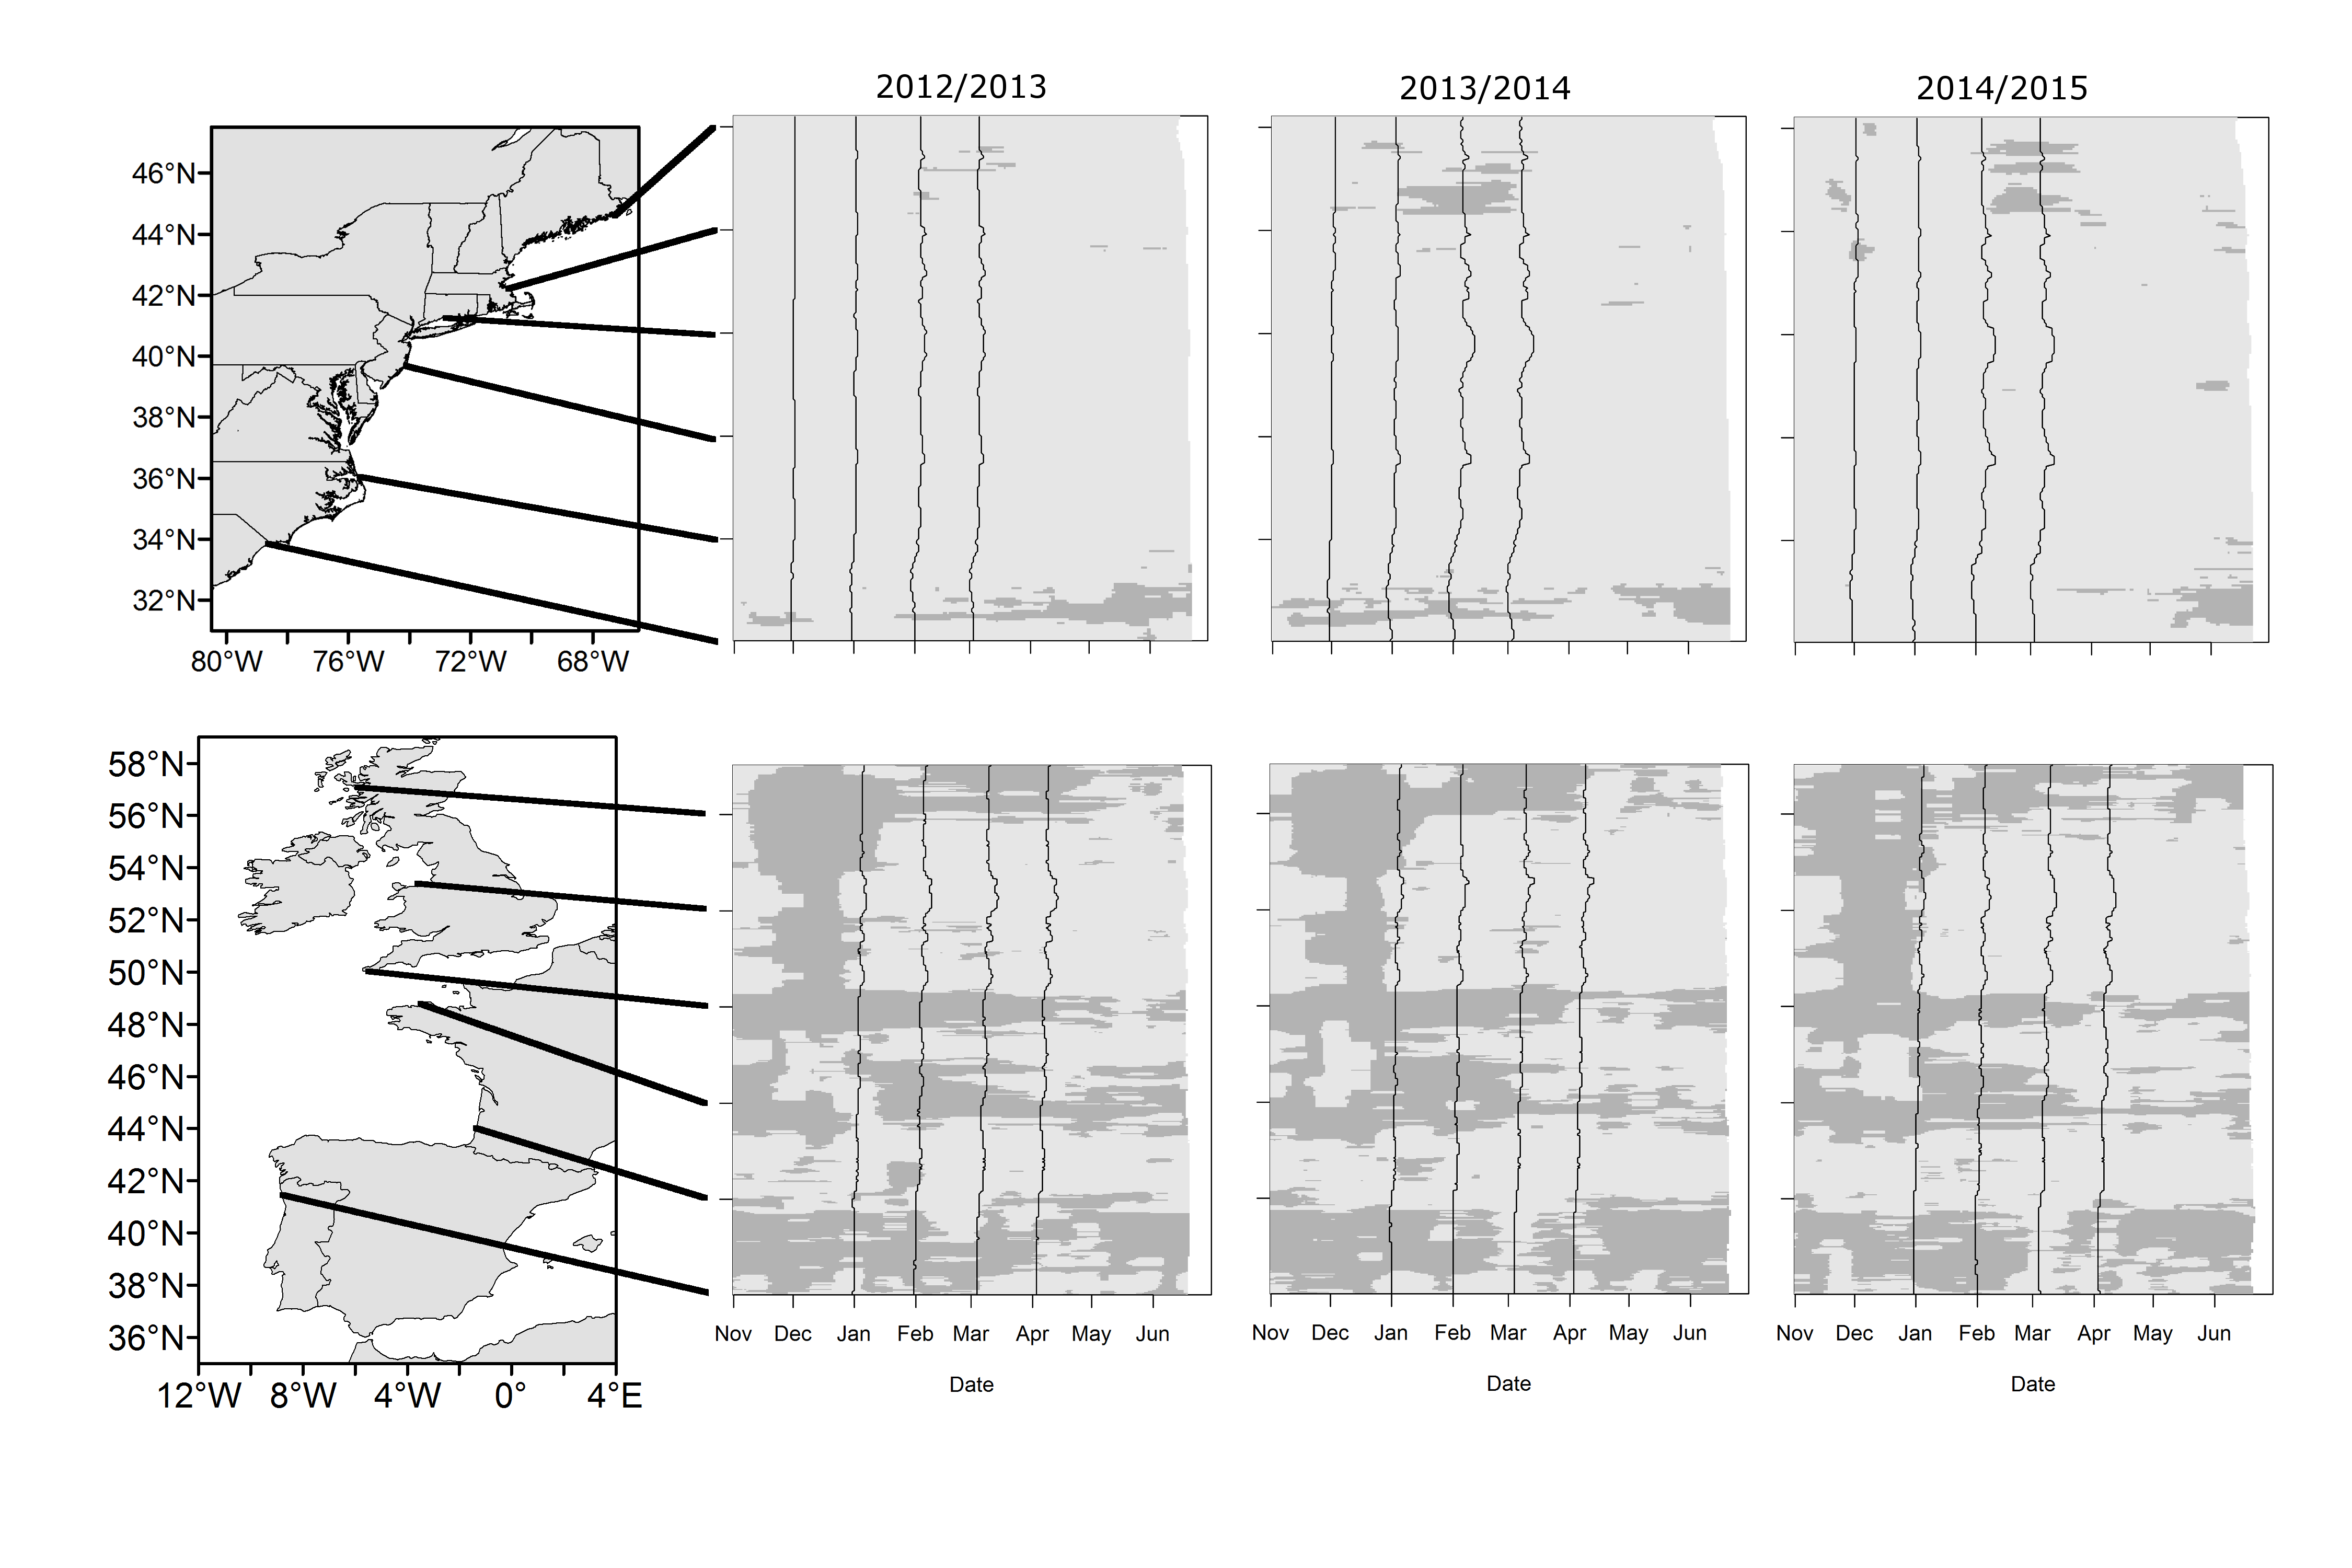 2012/2013 2013/2014 2014/2015
46°N
44°N
42°N
40°N
38°N
36°N
34°N
32°N
80°W 76°W 72°W 68°W
58°N
56°N
54°N
52°N
50°N
48°N
46°N
44°N
42°N
40°N
38°N
36°N
12°W 8°W 4°W 0° 4°E
Nov Dec Jan Feb Mar Apr May Jun
Nov Dec Jan Feb Mar Apr May Jun
Nov Dec Jan Feb Mar Apr May Jun
Date Date Date